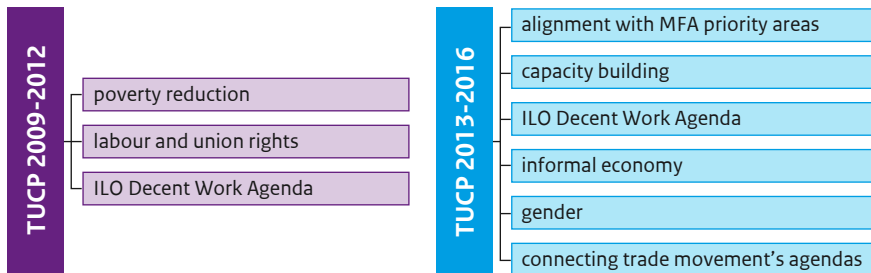 TUCP 2009-2012
poverty reduction
labour and union rights
ILO Decent Work Agenda
TUCP 2013-2016
alignment with MFA priority areas
capacity building
ILO Decent Work Agenda
informal economy
gender
connecting trade movement's agendas